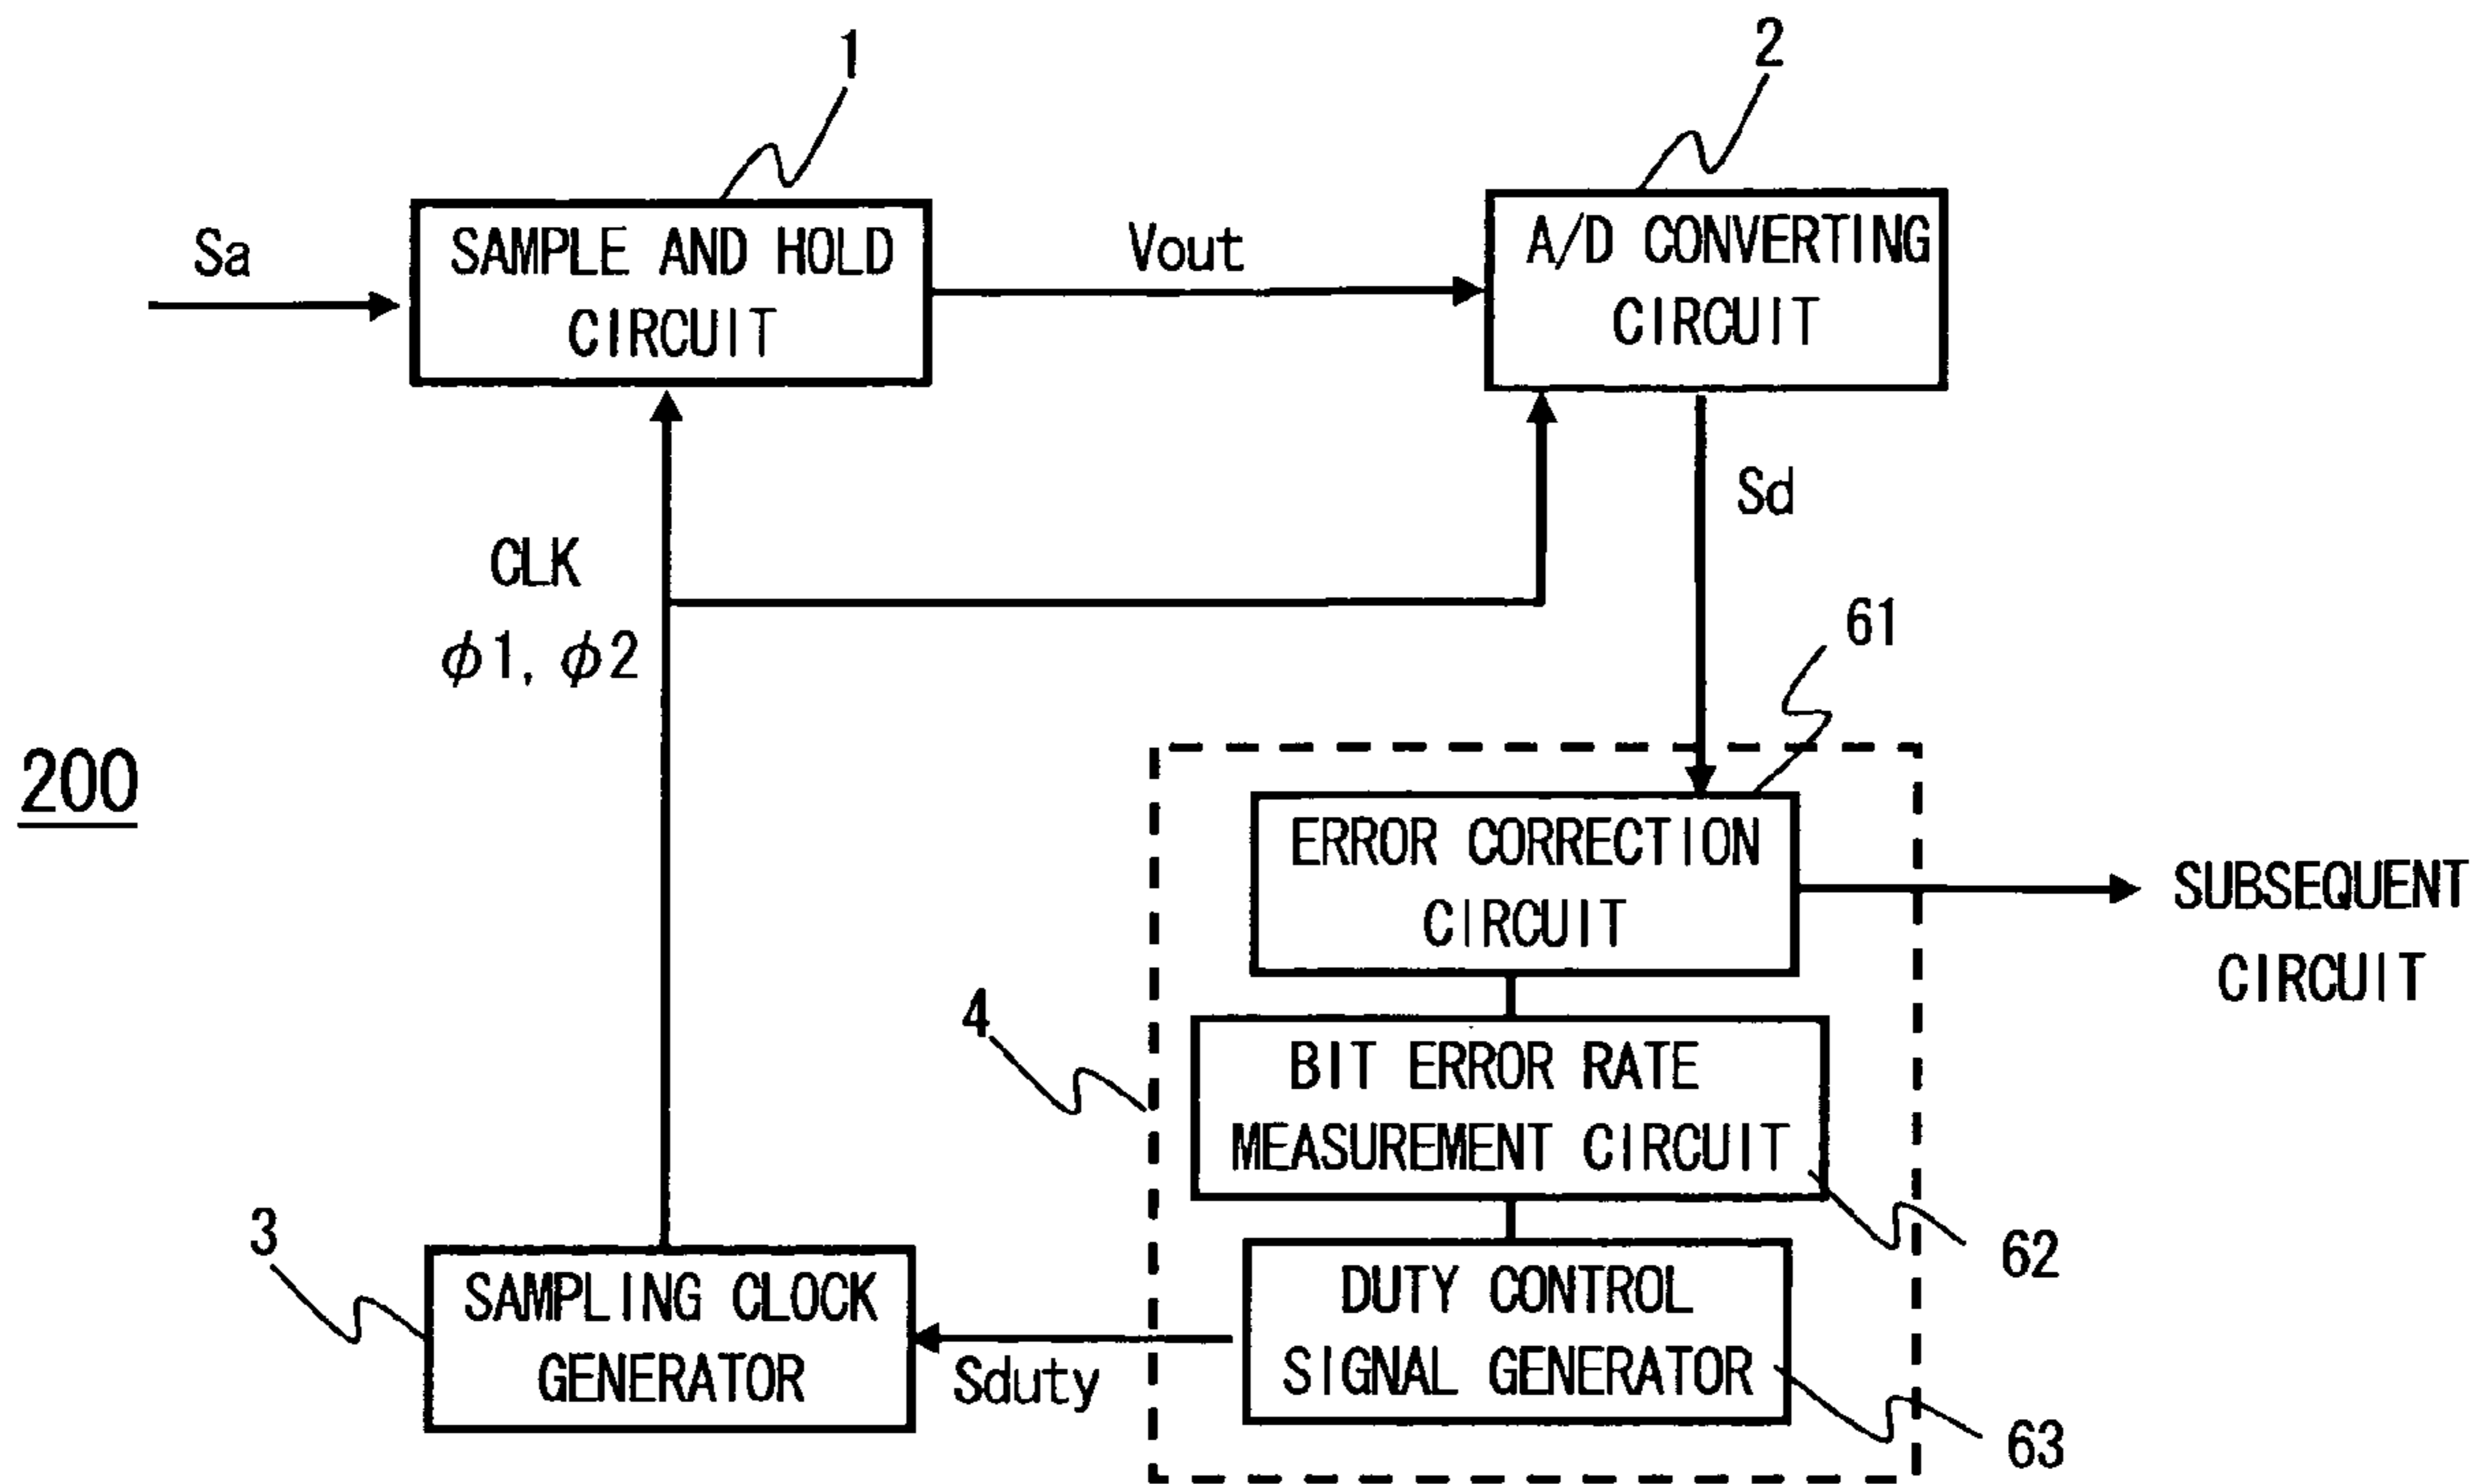 1
2
Sa
SAMPLE AND HOLD
CIRCUIT
Vout
A/D CONVERTING
CIRCUIT
CLK
ϕ1, ϕ2
Sd
61
200
ERROR CORRECTION
CIRCUIT
SUBSEQUENT
CIRCUIT
4
BIT ERROR RATE
MEASUREMENT CIRCUIT
62
3
SAMPLING CLOCK
GENERATOR
Sduty
DUTY CONTROL
SIGNAL GENERATOR
63